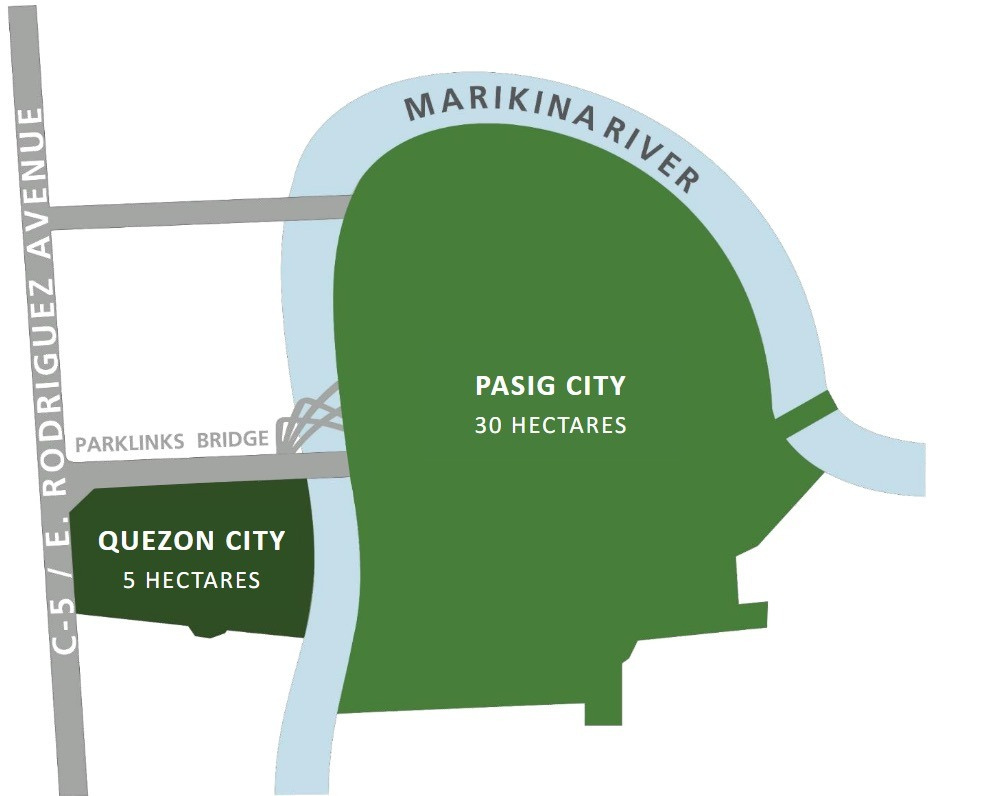 MARIKINA RIVER
C-5 / E. RODRIGUEZ AVENUE
PASIG CITY
30 HECTARES
PARKLINKS BRIDGE
QUEZON CITY
5 HECTARES